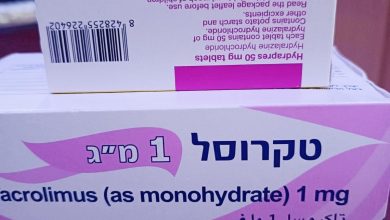 Hydrapres 50 mg tablets
Hydralazine hydrochloride
Each tablet contains 50 mg of
hydralazine hydrochloride.
Contains potato starch and
other excipients.
Read the package leaflet before
use.
8 428255 226402
טקרוסל 1 מ"ג
acrolimus (as monohydrate) 1 mg